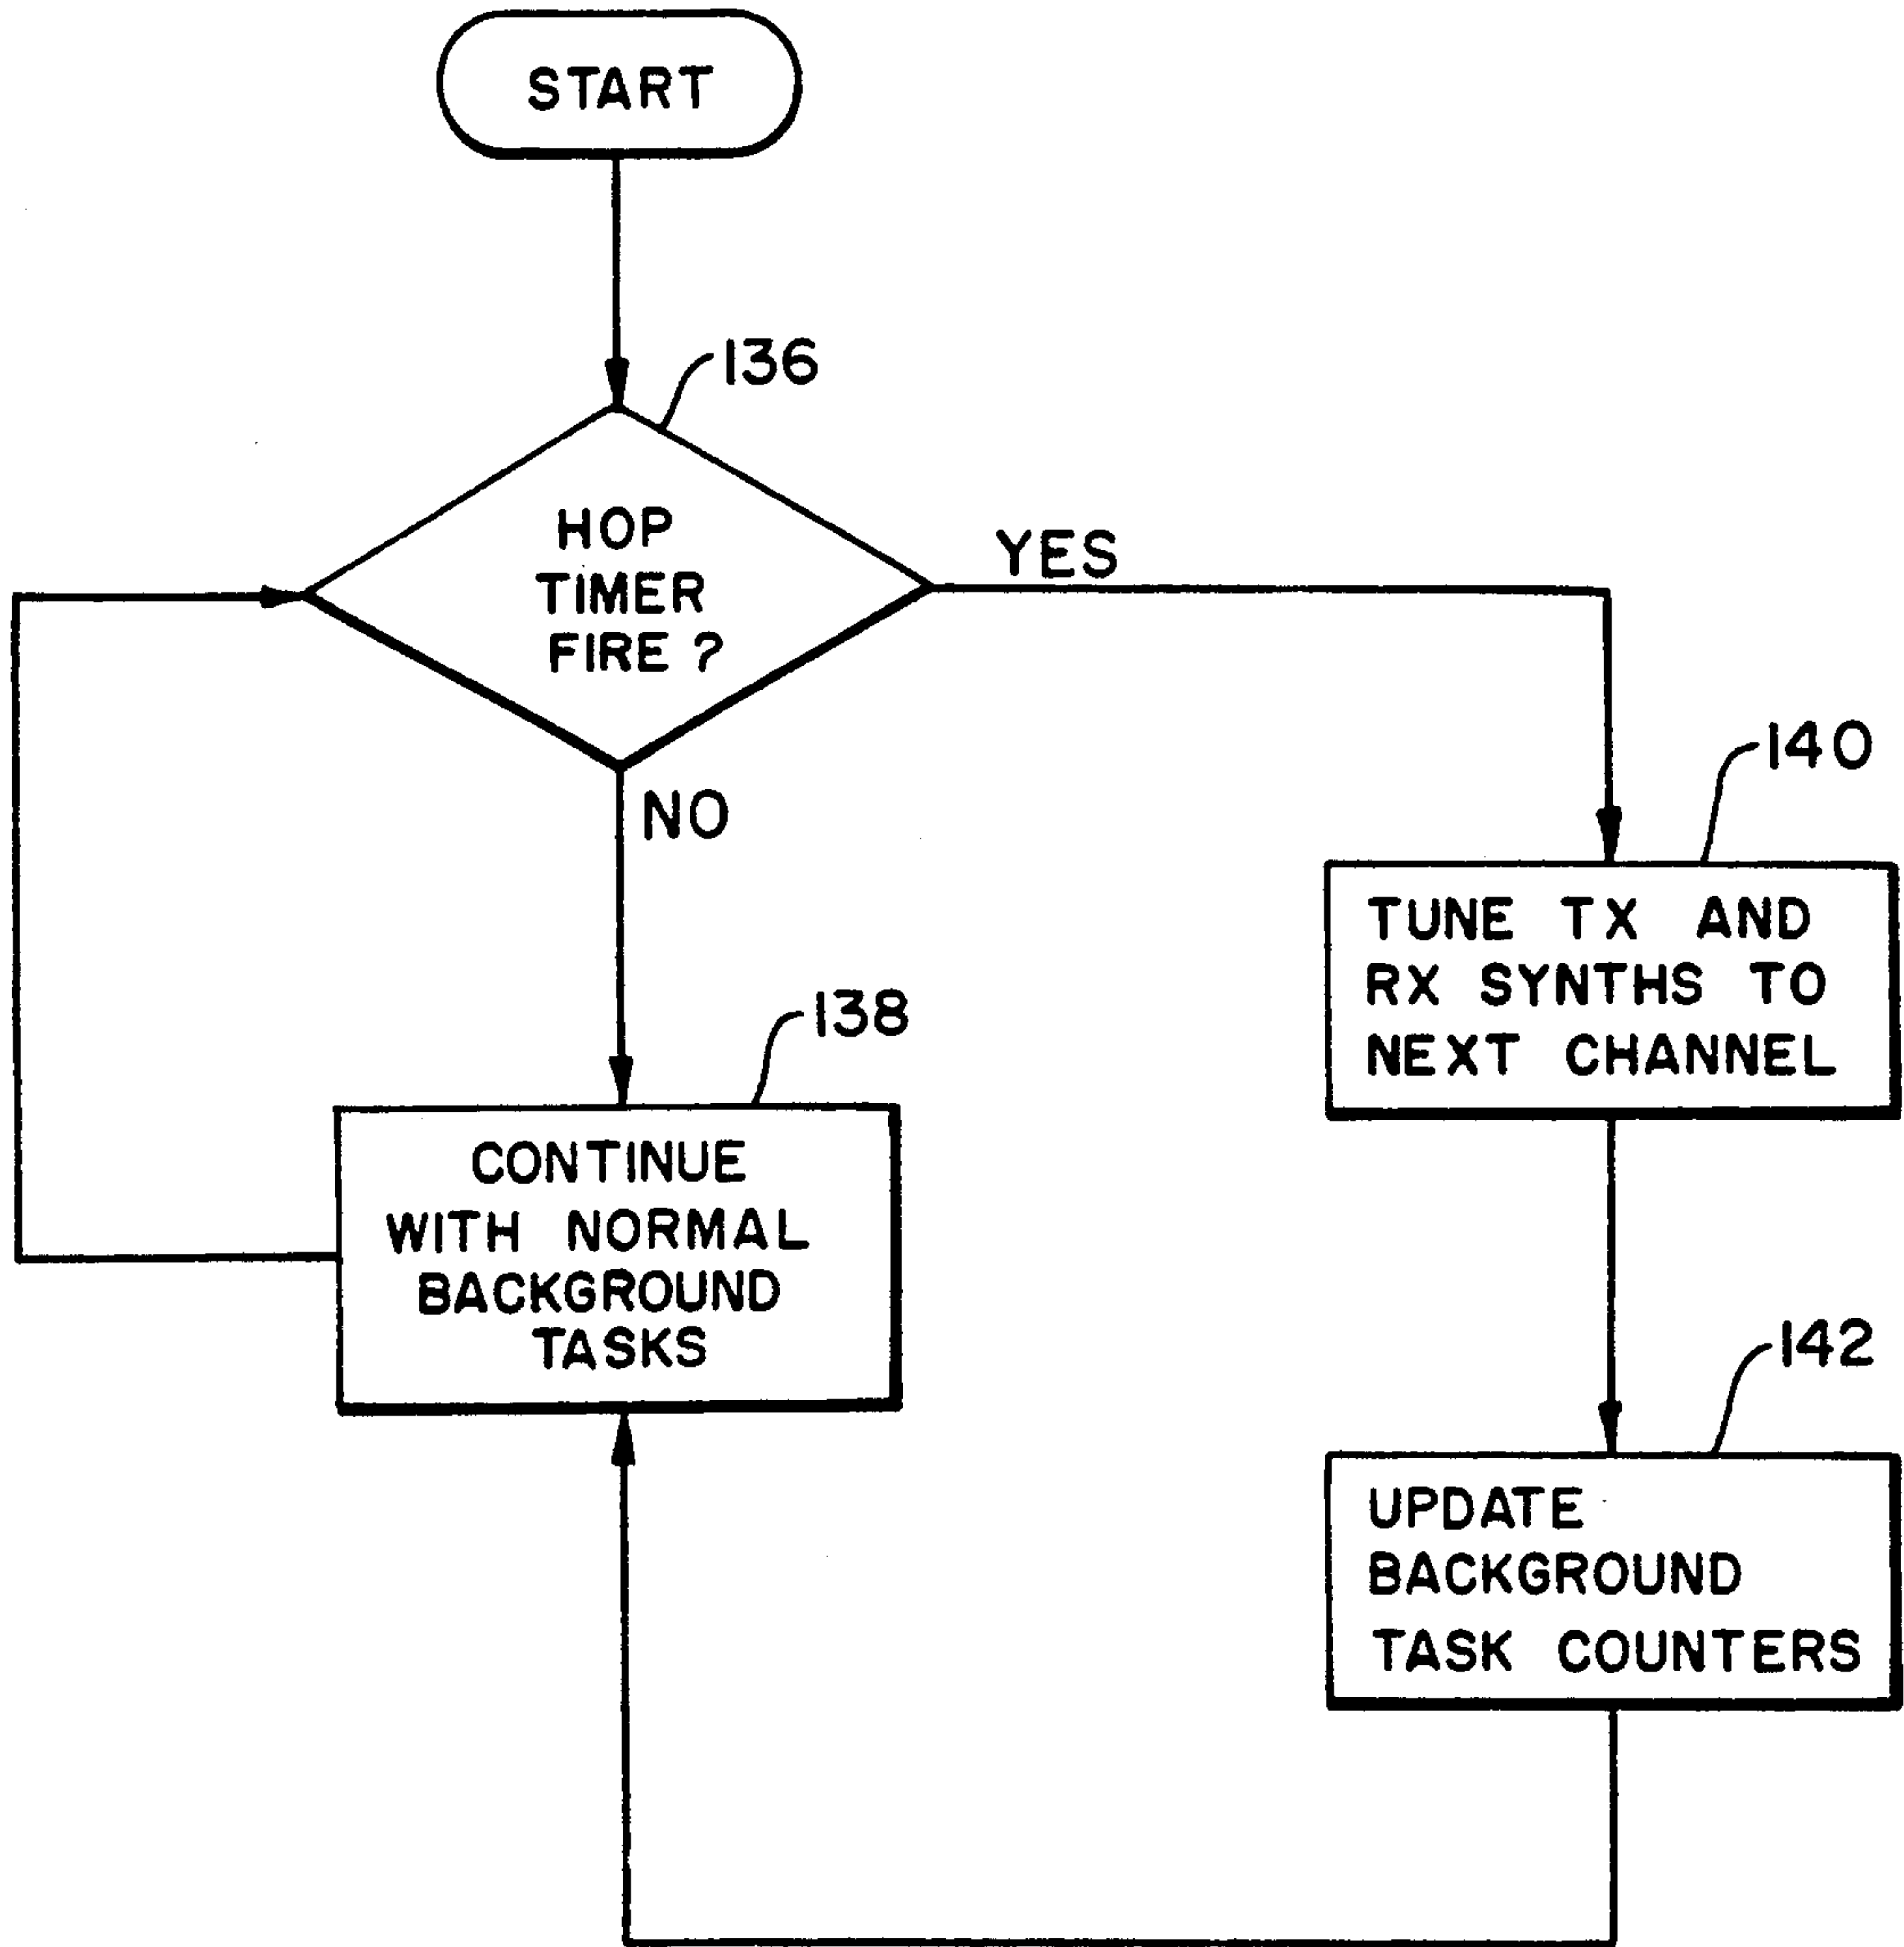 START
136
HOP
TIMER
FIRE ?
YES
NO
140
TUNE TX AND
RX SYNTHS TO
NEXT CHANNEL
138
CONTINUE
WITH NORMAL
BACKGROUND
TASKS
142
UPDATE
BACKGROUND
TASK COUNTERS